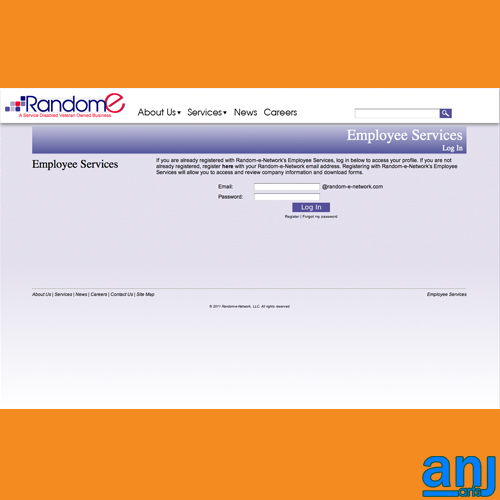 RandomE
A Service Disabled Veteran Owned Business
About Us▼ Services▼ News Careers
Employee Services
Log In
Employee Services
If you are already registered with Random-e-Network's Employee Services, log in below to access your profile. If you are not
already registered, register here with your Random-e-Network email address. Registering with Random-e-Network's Employee
Services will allow you to access and review company information and download forms.
Email: @random-e-network.com
Password:
Log In
Register | Forgot my password
About Us | Services | News | Careers | Contact Us | Site Map
Employee Services
© 2011 Random-e-Network, LLC. All rights reserved
anj
arts